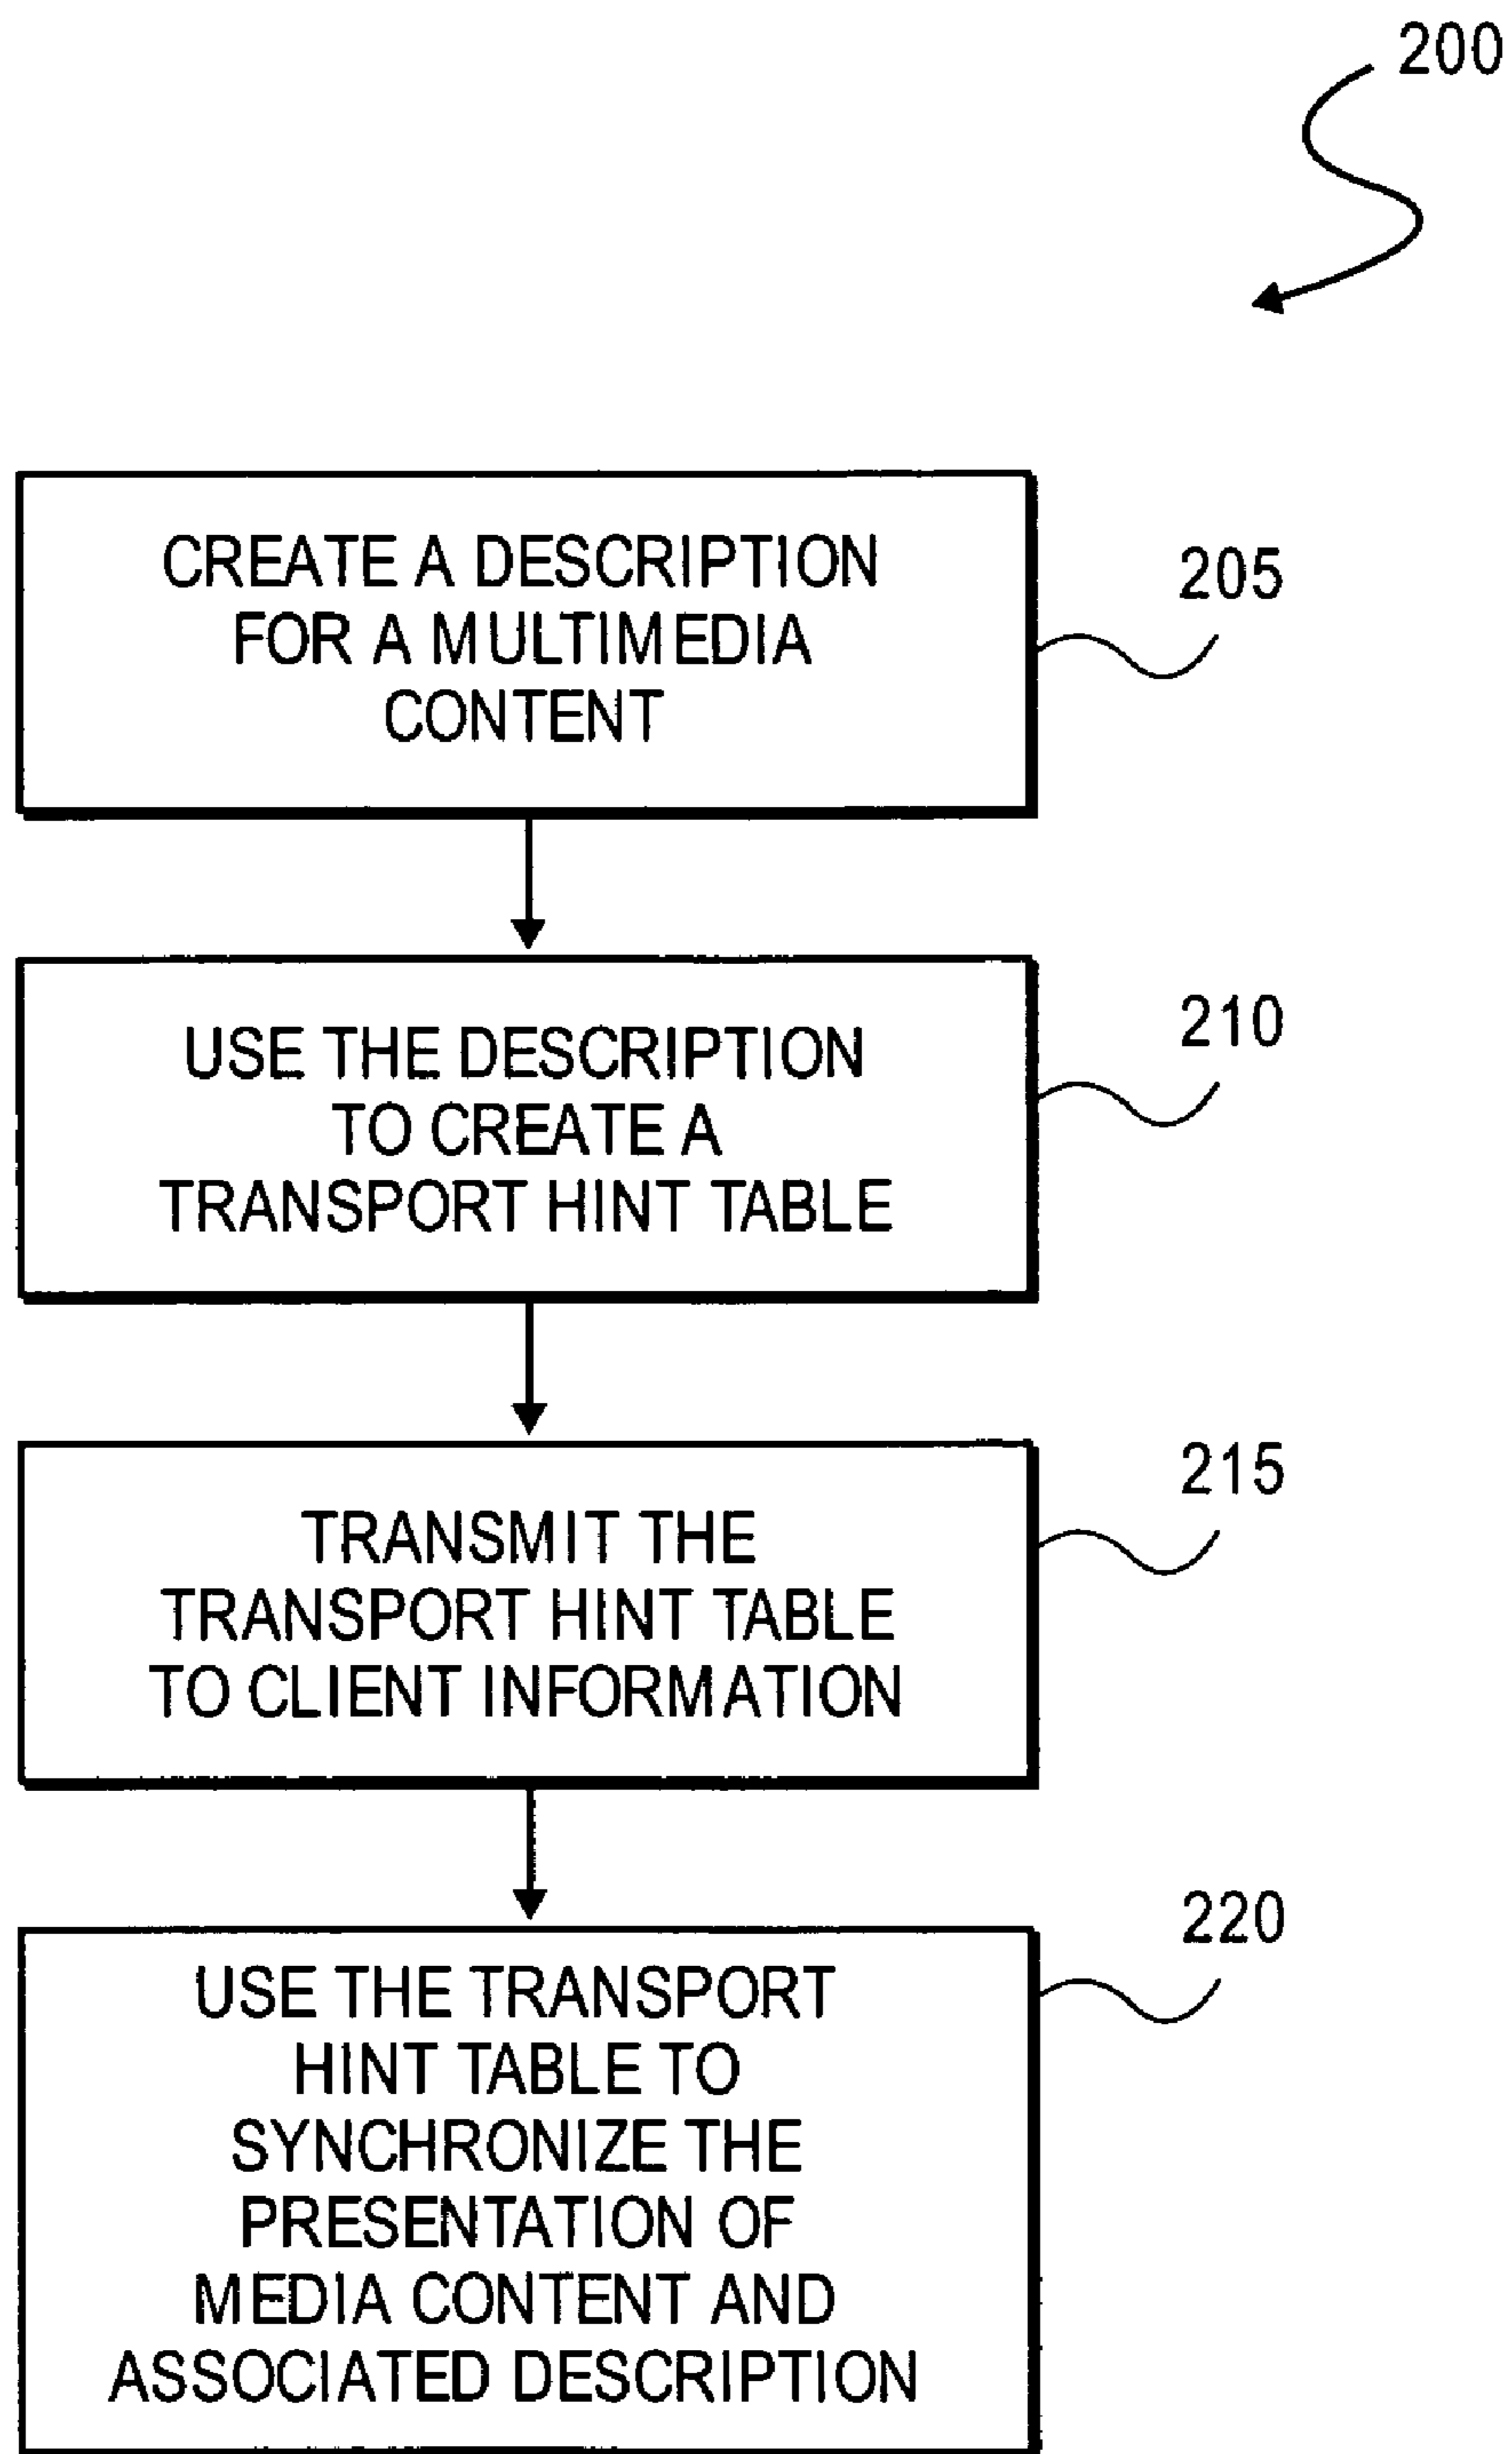 200
CREATE A DESCRIPTION
FOR A MULTIMEDIA
CONTENT
205
USE THE DESCRIPTION
TO CREATE A
TRANSPORT HINT TABLE
210
TRANSMIT THE
TRANSPORT HINT TABLE
TO CLIENT INFORMATION
215
USE THE TRANSPORT
HINT TABLE TO
SYNCHRONIZE THE
PRESENTATION OF
MEDIA CONTENT AND
ASSOCIATED DESCRIPTION
220